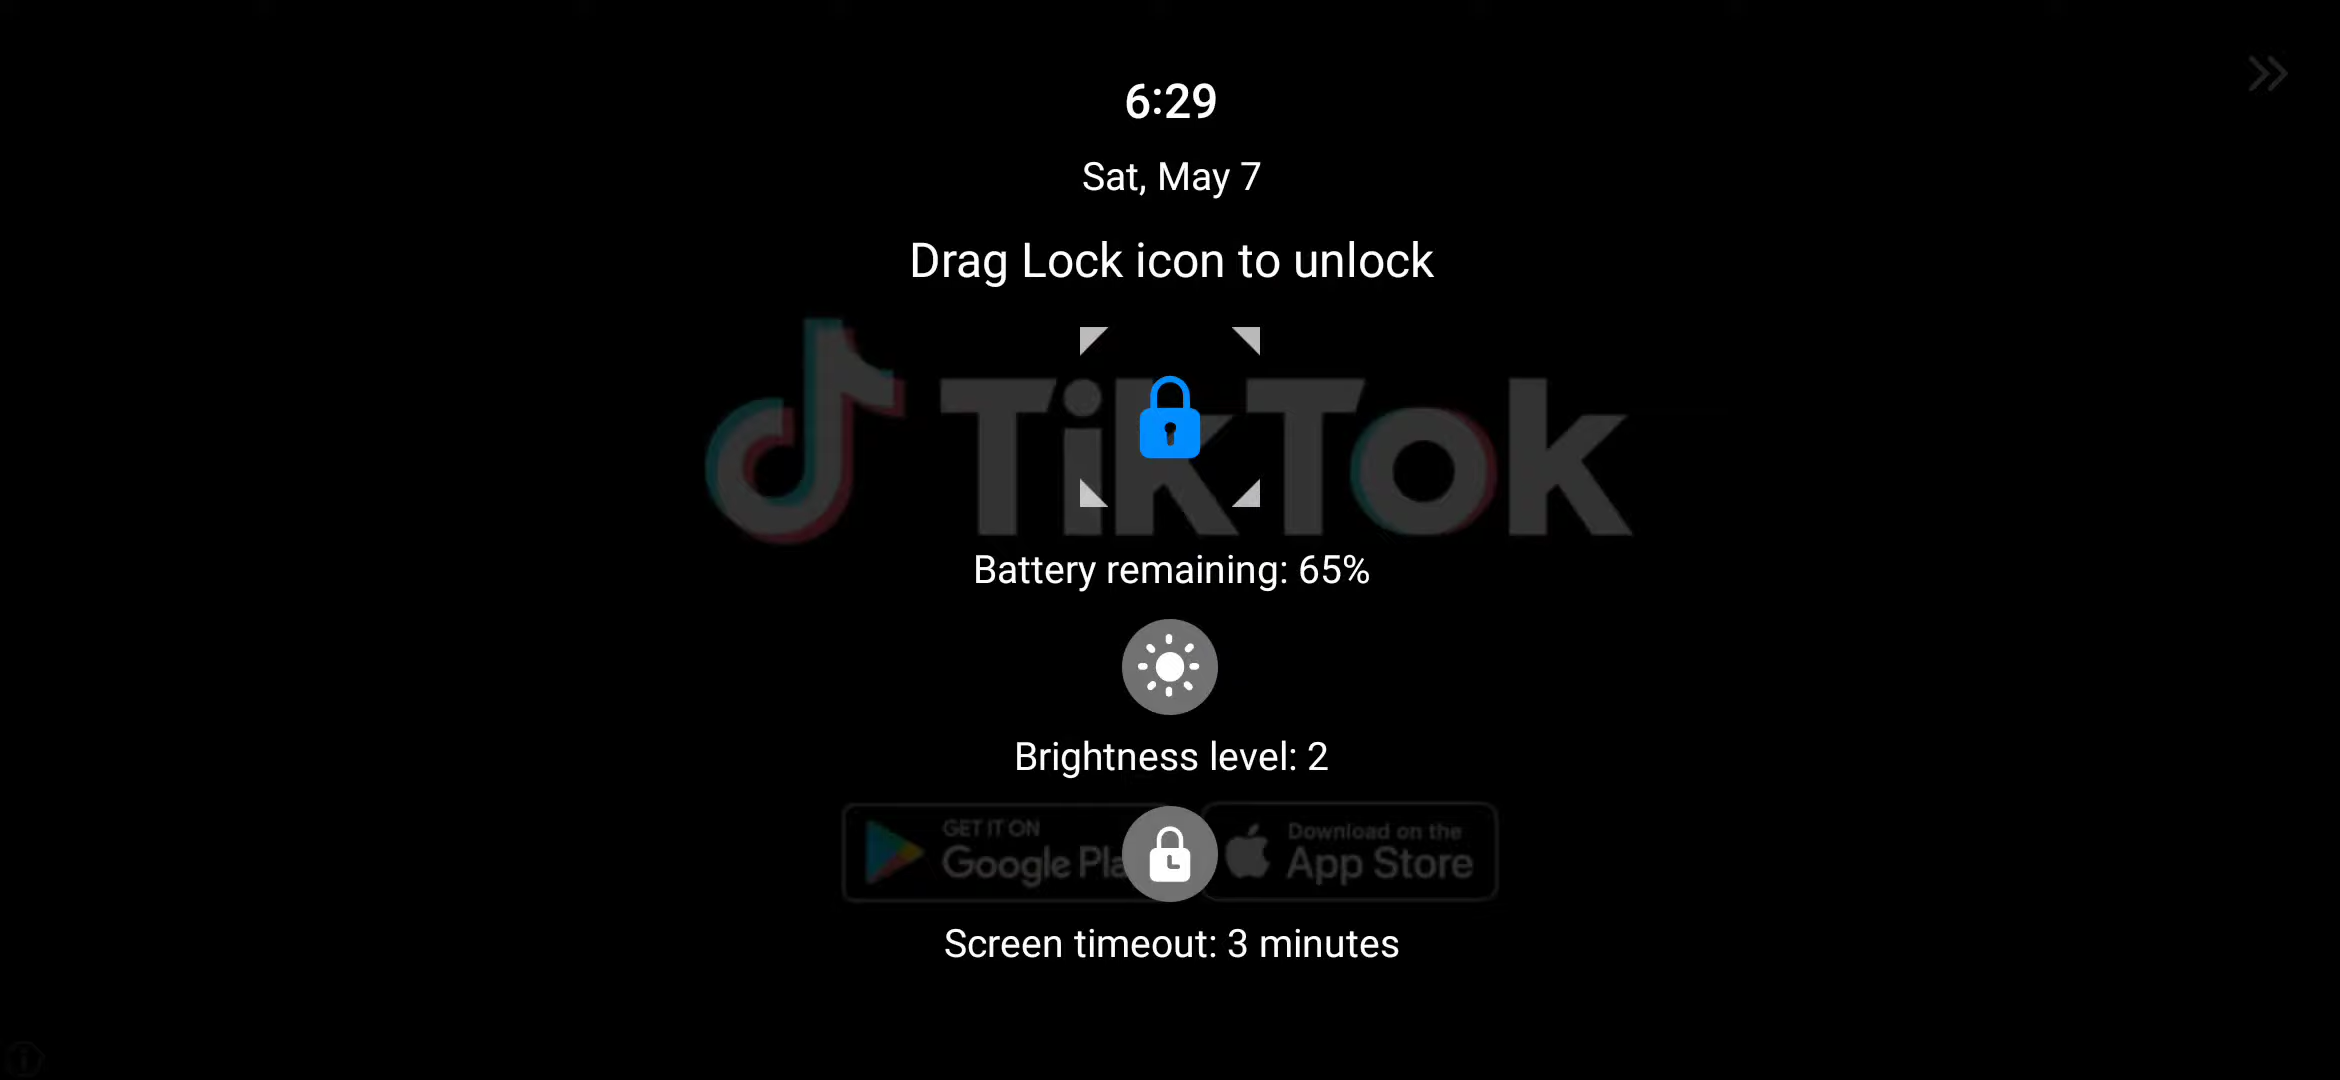 6:29
Sat, May 7
Drag Lock icon to unlock
TikTok
Battery remaining: 65%
Brightness level: 2
GET IT ON
Google Pla
Download on the
App Store
Screen timeout: 3 minutes